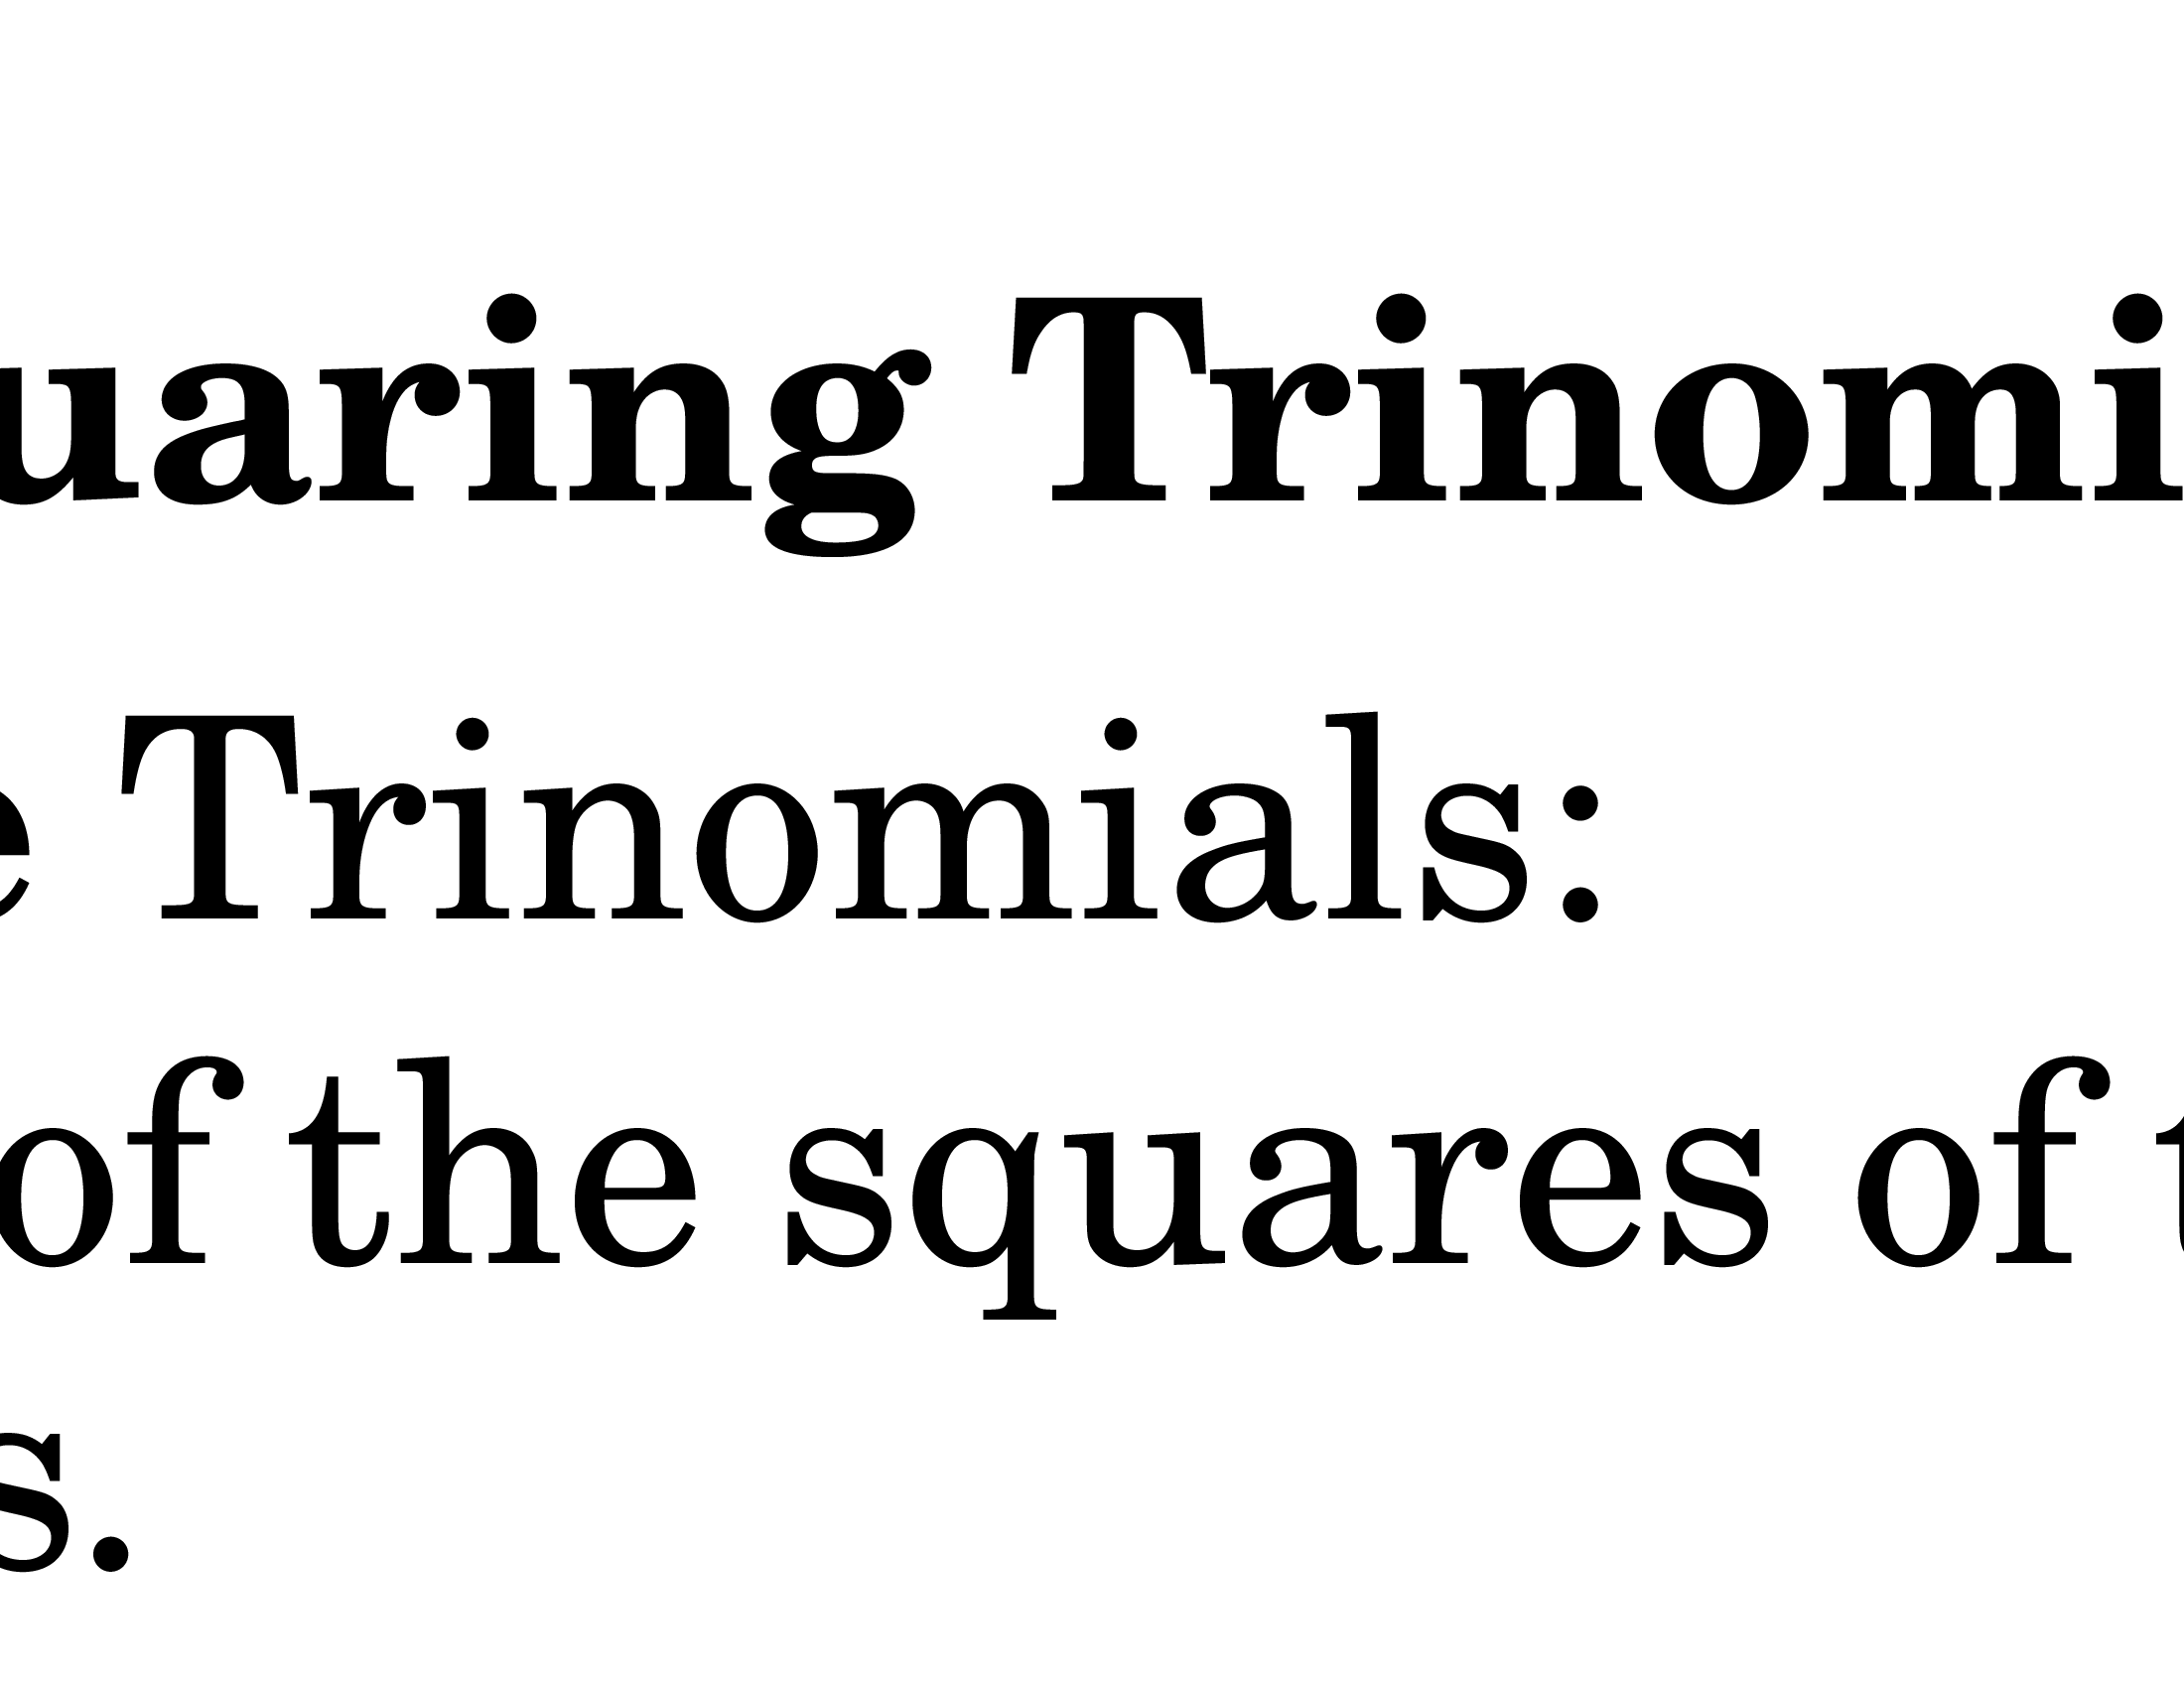 uaring Trinomi
e Trinomials:
of the squares of t
s.